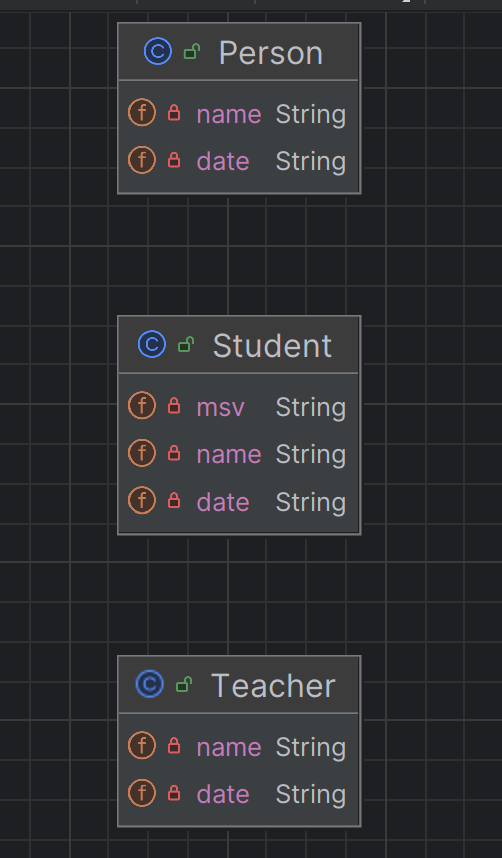 Person
name String
date String
Student
msv String
name String
date String
Teacher
name String
date String